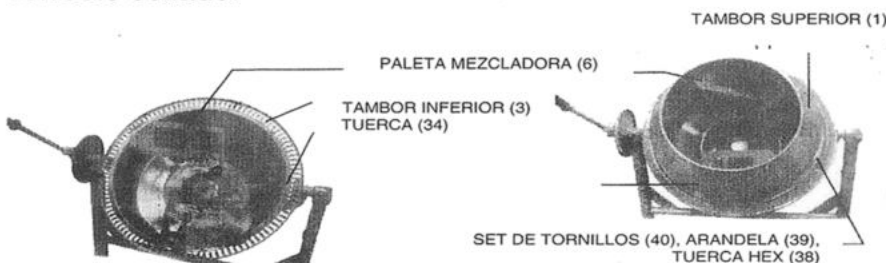 TAMBOR SUPERIOR (1)
PALETA MEZCLADORA (6)
TAMBOR INFERIOR (3)
TUERCA (34)
SET DE TORNILLOS (40), ARANDELA (39),
TUERCA HEX (38)